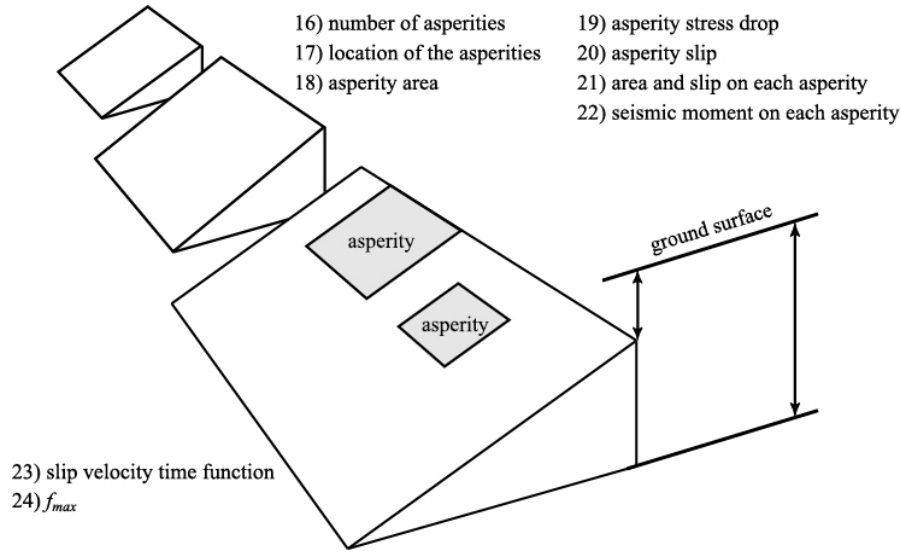 16) number of asperities
17) location of the asperities
18) asperity area
19) asperity stress drop
20) asperity slip
21) area and slip on each asperity
22) seismic moment on each asperity
ground surface
asperity
asperity
23) slip velocity time function
24) fmax